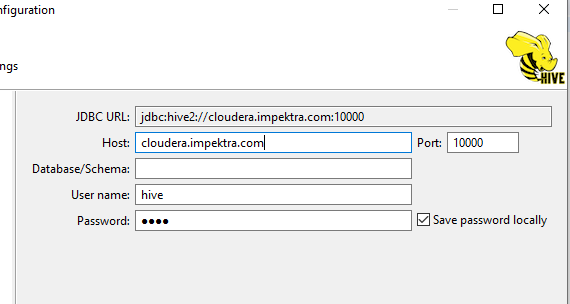 nfiguration
ngs
HIVE
JDBC URL: jdbc:hive2://cloudera.impektra.com:10000
Host: cloudera.impektra.com Port: 10000
Database/Schema:
User name: hive
Password: ●●●● Save password locally